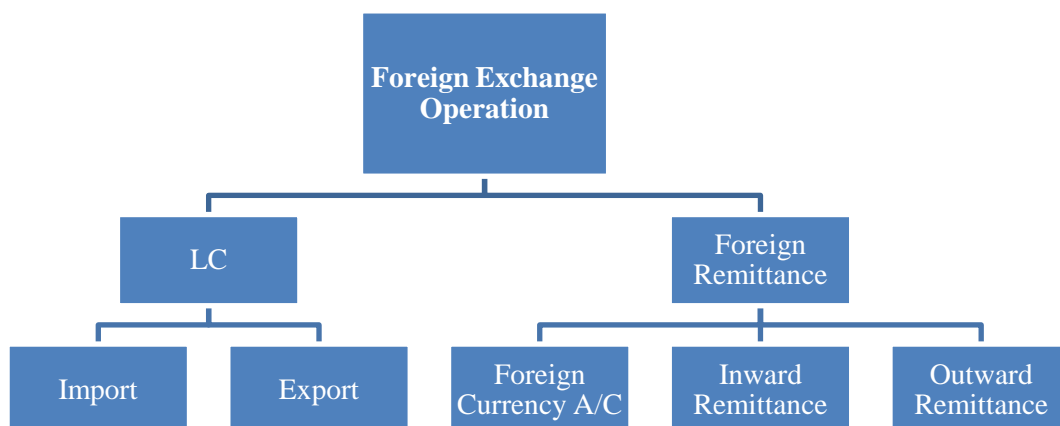 Foreign Exchange
Operation
LC
Foreign
Remittance
Import
Export
Foreign
Currency A/C
Inward
Remittance
Outward
Remittance